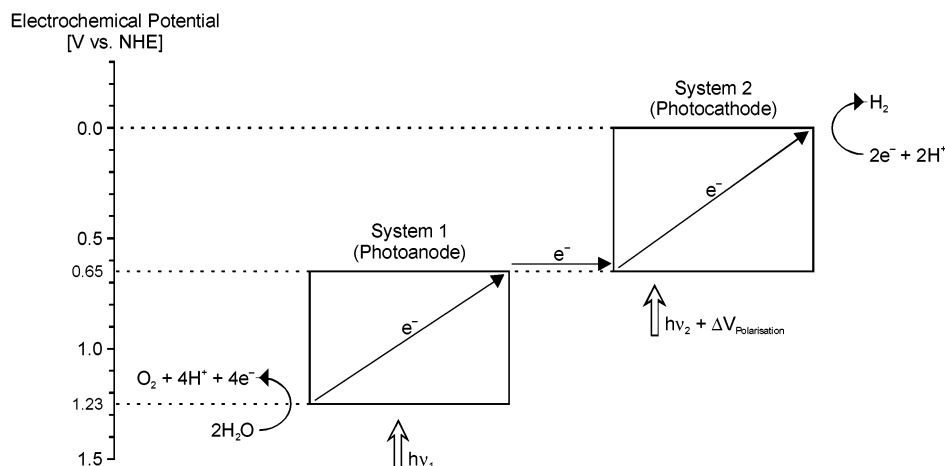 Electrochemical Potential
[V vs. NHE]
System 2
(Photocathode)
H₂
0.0
2e⁻ + 2H⁺
e⁻
System 1
(Photoanode)
0.5
e⁻
0.65
e⁻
hν₂ + ΔVPolarisation
1.0
O₂ + 4H⁺ + 4e⁻
1.23
2H₂O
1.5
hν₁